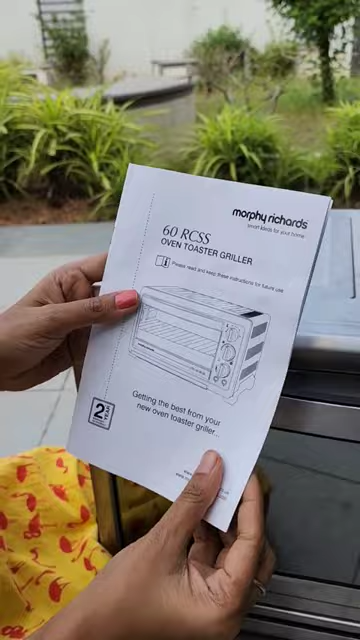 morphy richards
smart ideas for your home
60 RCSS
OVEN TOASTER GRILLER
Please read and keep these instructions for future use
Getting the best from your
new oven toaster griller...
2 YEAR